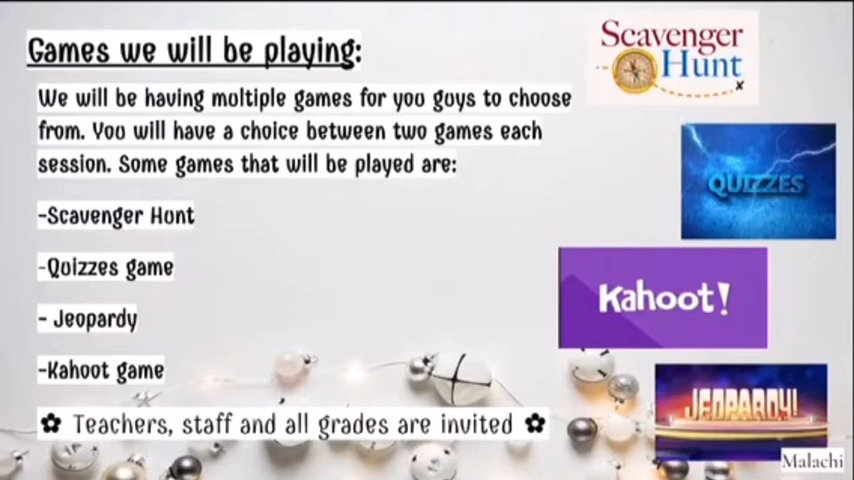 Games we will be playing:
We will be having multiple games for you guys to choose
from. You will have a choice between two games each
session. Some games that will be played are:
-Scavenger Hunt
-Quizzes game
- Jeopardy
-Kahoot game
✿ Teachers, staff and all grades are invited ✿
Scavenger
Hunt
QUIZZES
Kahoot!
JEOPARDY!
Malachi